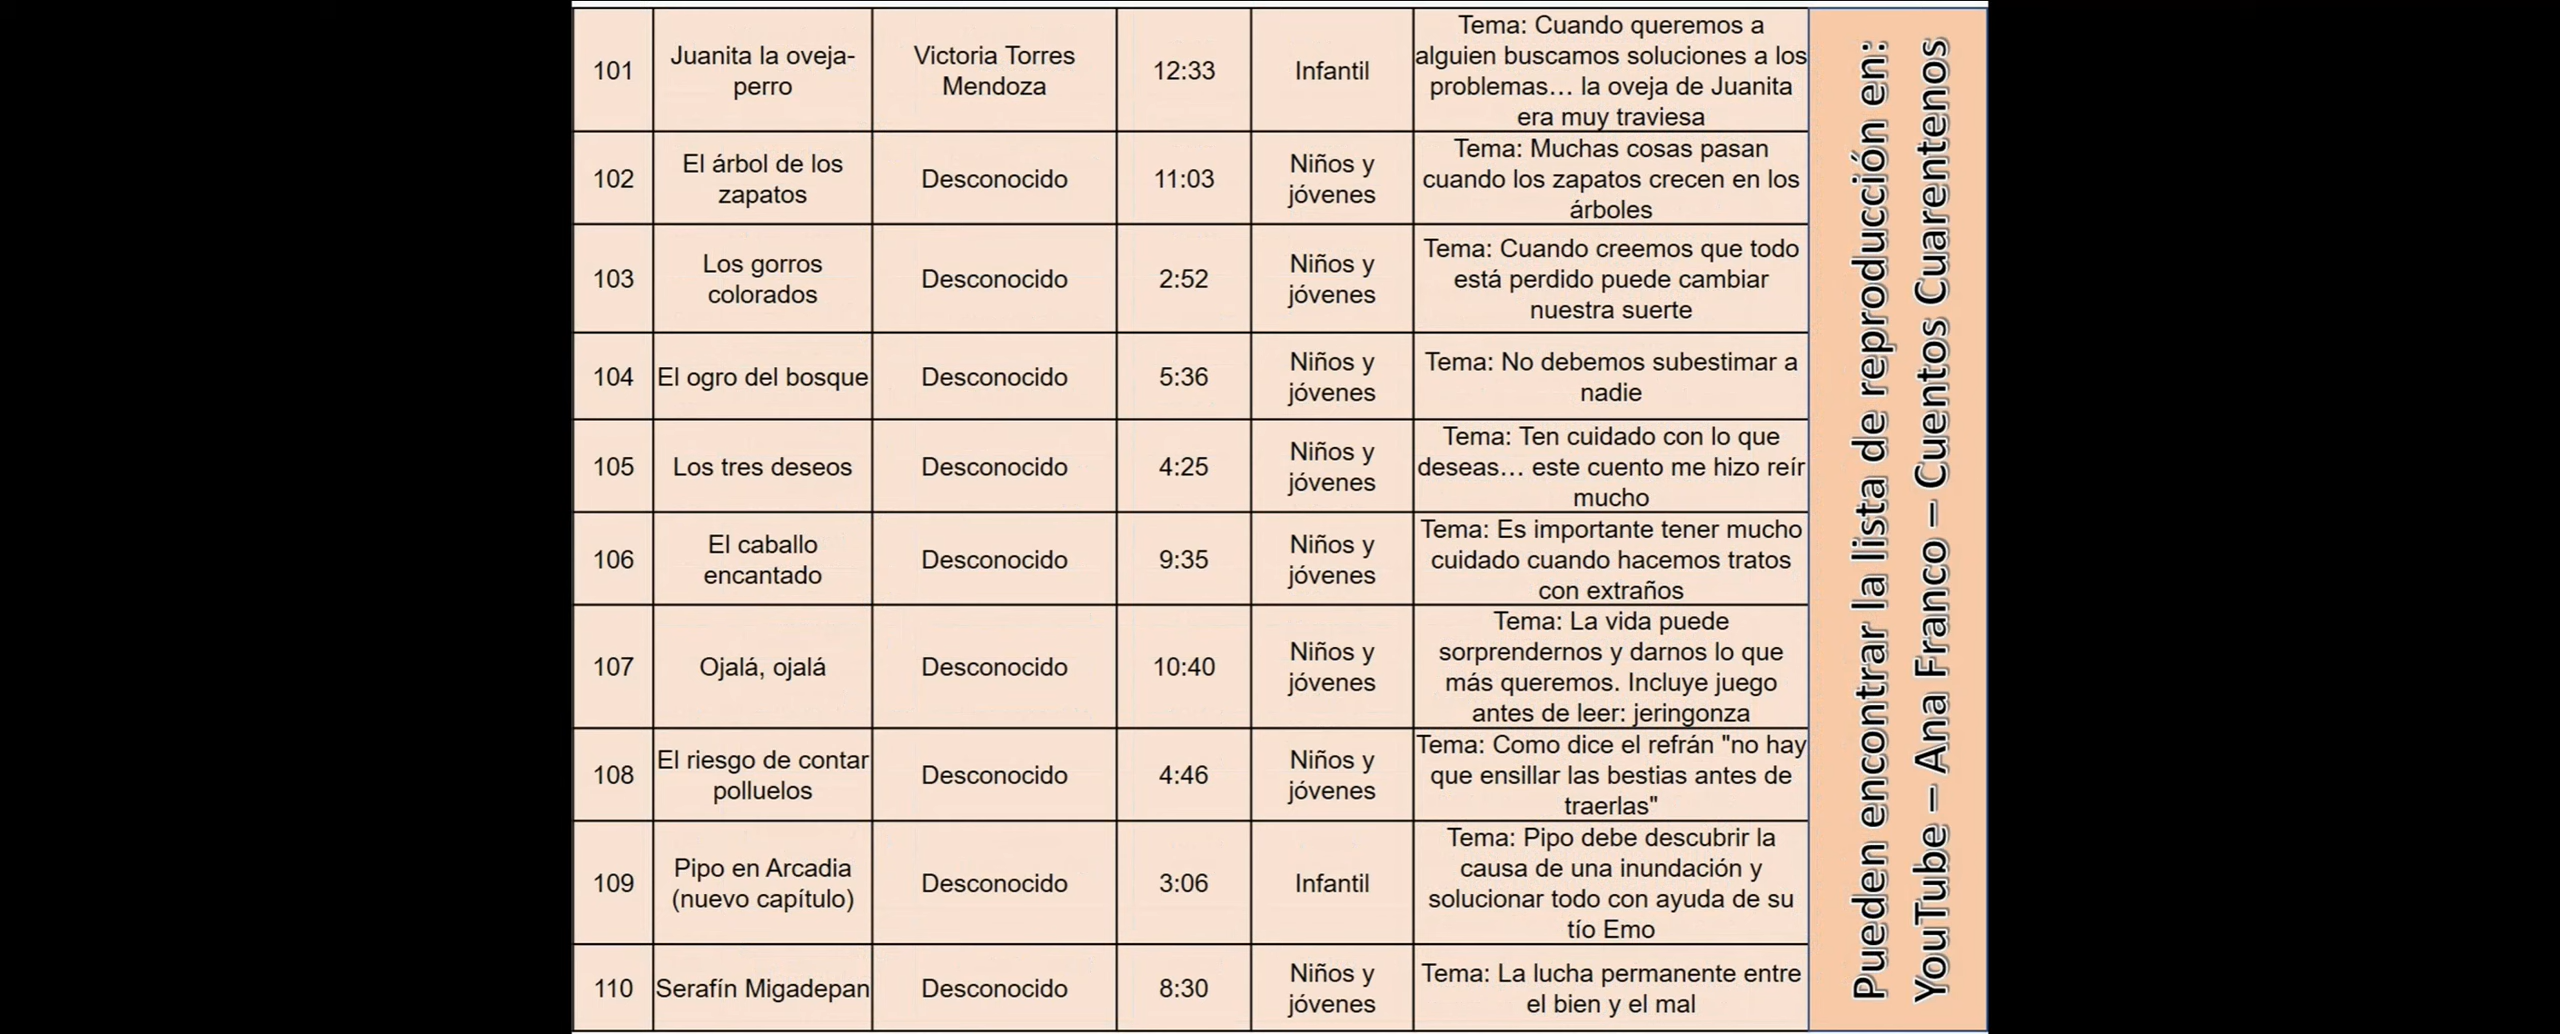 101
Juanita la oveja-
perro
Victoria Torres
Mendoza
12:33
Infantil
Tema: Cuando queremos a
alguien buscamos soluciones a los
problemas... la oveja de Juanita
era muy traviesa
102
El árbol de los
zapatos
Desconocido
11:03
Niños y
jóvenes
Tema: Muchas cosas pasan
cuando los zapatos crecen en los
árboles
103
Los gorros
colorados
Desconocido
2:52
Niños y
jóvenes
Tema: Cuando creemos que todo
está perdido puede cambiar
nuestra suerte
104
El ogro del bosque
Desconocido
5:36
Niños y
jóvenes
Tema: No debemos subestimar a
nadie
105
Los tres deseos
Desconocido
4:25
Niños y
jóvenes
Tema: Ten cuidado con lo que
deseas... este cuento me hizo reír
mucho
106
El caballo
encantado
Desconocido
9:35
Niños y
jóvenes
Tema: Es importante tener mucho
cuidado cuando hacemos tratos
con extraños
107
Ojalá, ojalá
Desconocido
10:40
Niños y
jóvenes
Tema: La vida puede
sorprendernos y darnos lo que
más queremos. Incluye juego
antes de leer: jeringonza
108
El riesgo de contar
polluelos
Desconocido
4:46
Niños y
jóvenes
Tema: Como dice el refrán "no hay
que ensillar las bestias antes de
traerlas"
109
Pipo en Arcadia
(nuevo capítulo)
Desconocido
3:06
Infantil
Tema: Pipo debe descubrir la
causa de una inundación y
solucionar todo con ayuda de su
tío Emo
110
Serafín Migadepan
Desconocido
8:30
Niños y
jóvenes
Tema: La lucha permanente entre
el bien y el mal
Pueden encontrar la lista de reproducción en:
YouTube – Ana Franco – Cuentos Cuarentenos